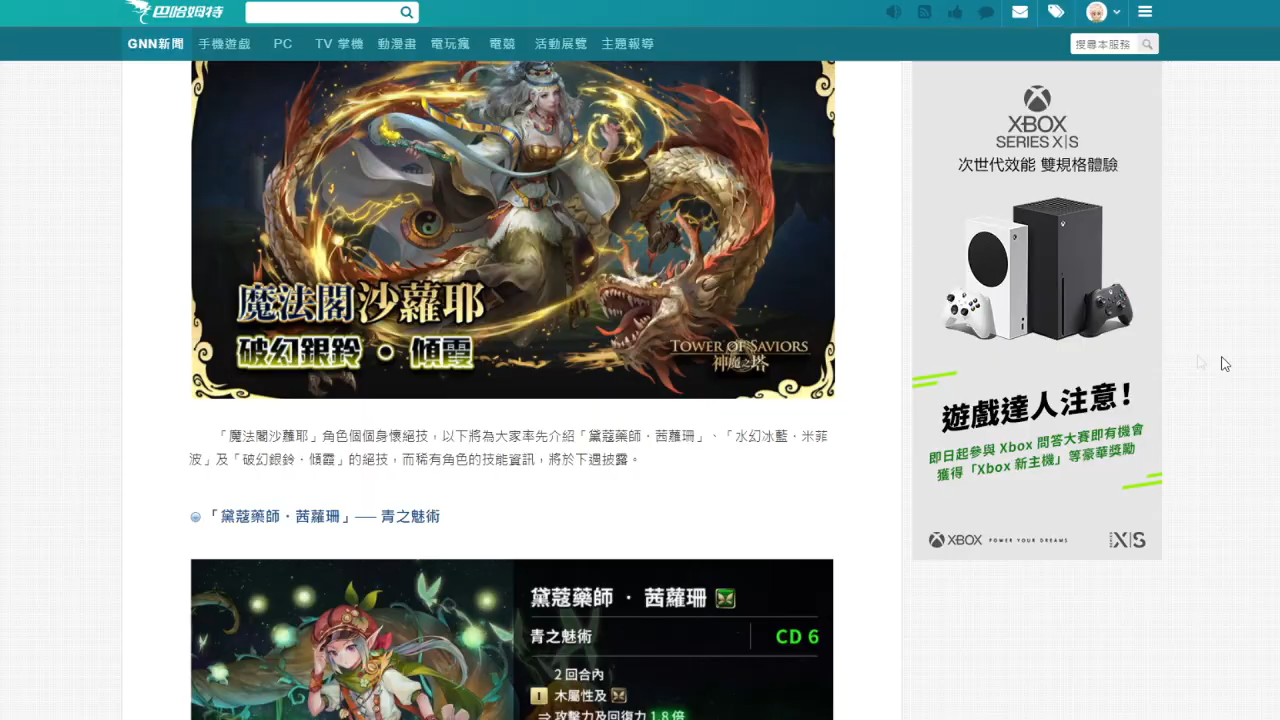 巴哈姆特
GNN新聞 手機遊戲 PC TV 掌機 動漫畫 電玩瘋 電競 活動展覽 主題報導
搜尋本服務
魔法閣沙蘿耶
破幻銀鈴・傾霞
TOWER OF SAVIORS
神魔之塔
「魔法閣沙蘿耶」角色個個身懷絕技，以下將為大家率先介紹「黛蔻藥師．茜蘿珊」、「水幻冰藍．米菲
波」及「破幻銀鈴．傾霞」的絕技，而稀有角色的技能資訊，將於下週披露。
「黛蔻藥師．茜蘿珊」── 青之魅術
黛蔻藥師 ・ 茜蘿珊
青之魅術 CD 6
2 回合內
1 木屬性及
⇒ 攻擊力及回復力 1.8 倍
XBOX
SERIES X|S
次世代效能 雙規格體驗
遊戲達人注意！
即日起參與 Xbox 問答大賽即有機會
獲得「Xbox 新主機」等豪華獎勵
XBOX POWER YOUR DREAMS SERIES X|S